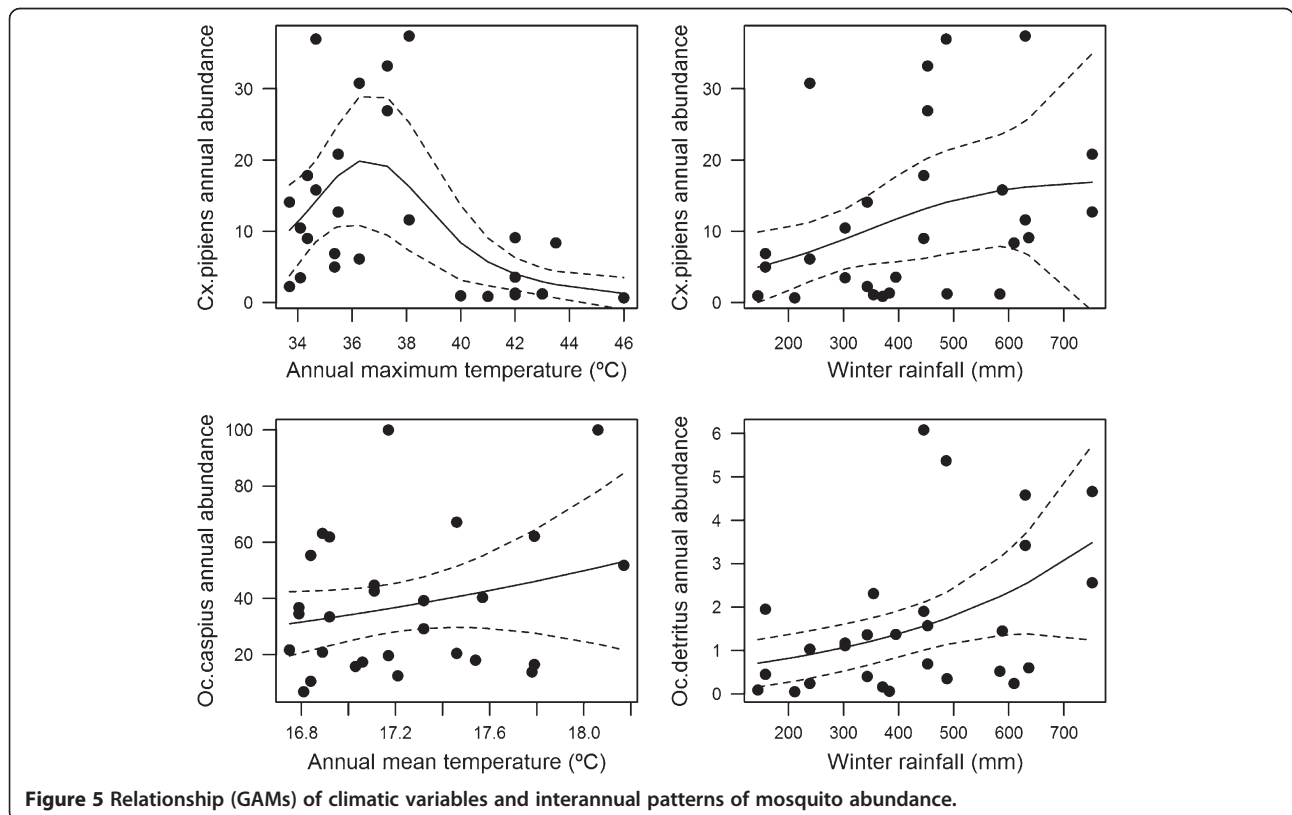 Cx.pipiens annual abundance
30
20
10
0
34 36 38 40 42 44 46
Annual maximum temperature (ºC)
Cx.pipiens annual abundance
30
20
10
0
200 300 400 500 600 700
Winter rainfall (mm)
Oc.caspius annual abundance
100
80
60
40
20
16.8 17.2 17.6 18.0
Annual mean temperature (ºC)
Oc.detritus annual abundance
6
5
4
3
2
1
0
200 300 400 500 600 700
Winter rainfall (mm)
Figure 5 Relationship (GAMs) of climatic variables and interannual patterns of mosquito abundance.